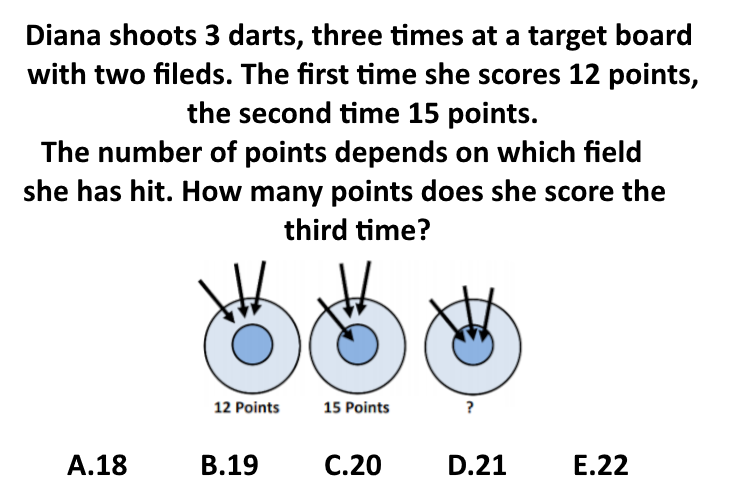 Diana shoots 3 darts, three times at a target board
with two fileds. The first time she scores 12 points,
the second time 15 points.
The number of points depends on which field
she has hit. How many points does she score the
third time?
12 Points 15 Points ?
A.18 B.19 C.20 D.21 E.22